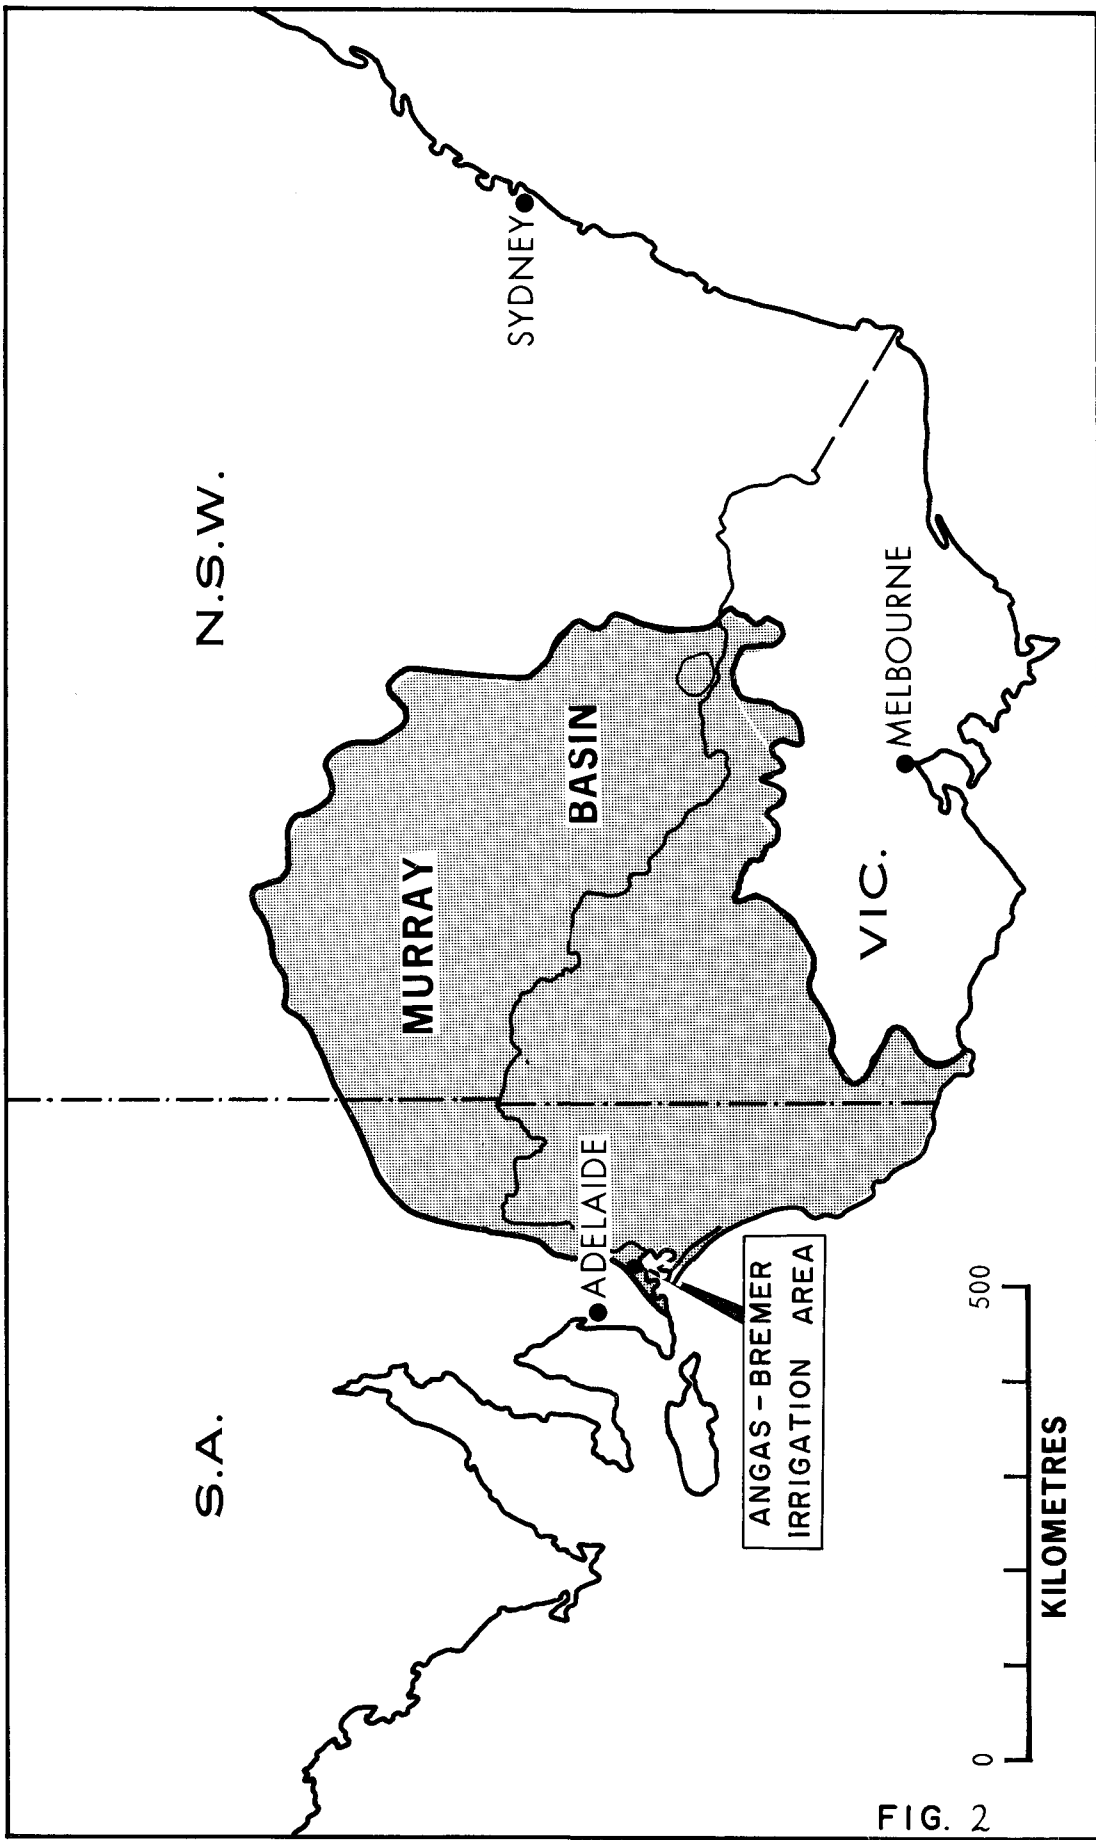 S.A.
N.S.W.
MURRAY
BASIN
SYDNEY
ADELAIDE
VIC.
MELBOURNE
ANGAS – BREMER
IRRIGATION AREA
0
500
KILOMETRES
FIG. 2